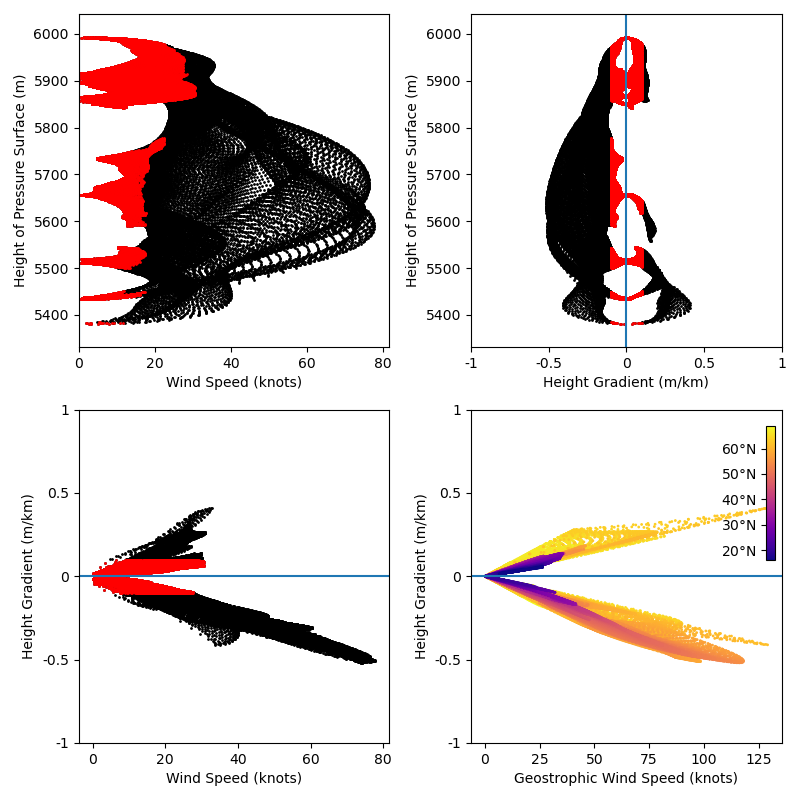 Height of Pressure Surface (m)
6000
5900
5800
5700
5600
5500
5400
0 20 40 60 80
Wind Speed (knots)
Height of Pressure Surface (m)
6000
5900
5800
5700
5600
5500
5400
-1 -0.5 0 0.5 1
Height Gradient (m/km)
Height Gradient (m/km)
1
0.5
0
-0.5
-1
0 20 40 60 80
Wind Speed (knots)
Height Gradient (m/km)
1
0.5
0
-0.5
-1
60°N
50°N
40°N
30°N
20°N
0 25 50 75 100 125
Geostrophic Wind Speed (knots)